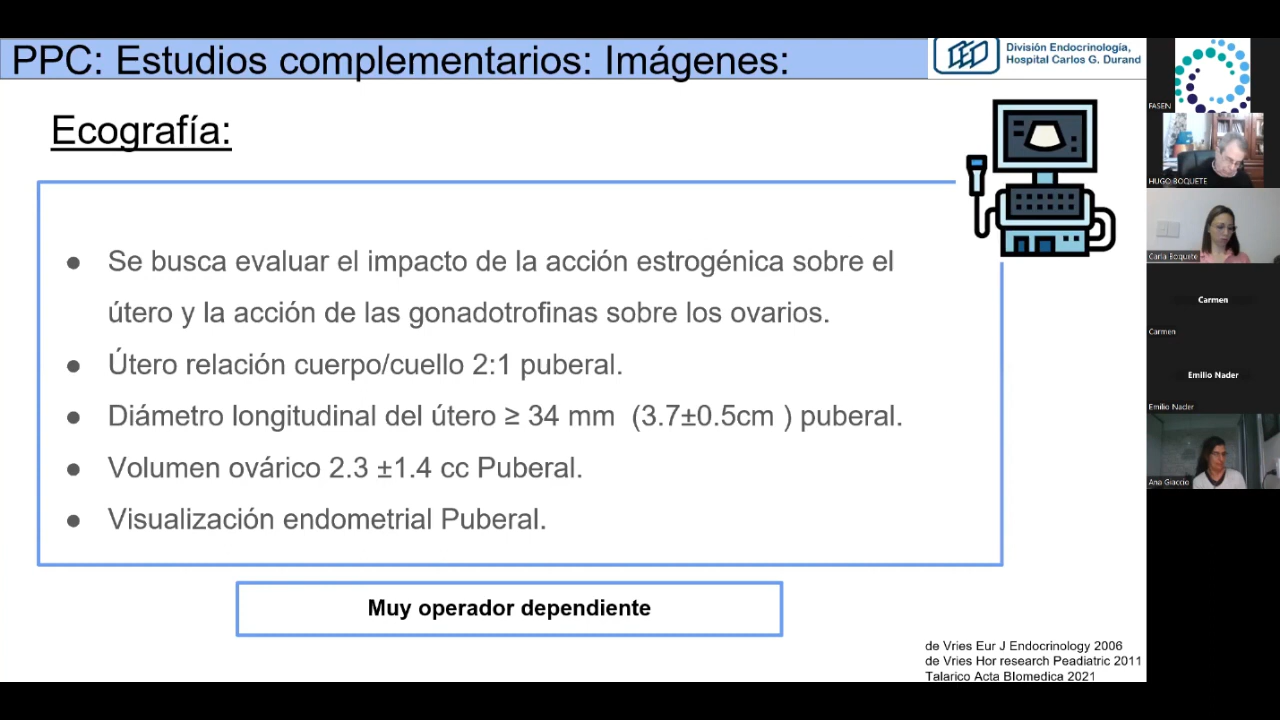 PPC: Estudios complementarios: Imágenes:
División Endocrinología,
Hospital Carlos G. Durand
Ecografía:
● Se busca evaluar el impacto de la acción estrogénica sobre el
útero y la acción de las gonadotrofinas sobre los ovarios.
● Útero relación cuerpo/cuello 2:1 puberal.
● Diámetro longitudinal del útero ≥ 34 mm (3.7±0.5cm ) puberal.
● Volumen ovárico 2.3 ±1.4 cc Puberal.
● Visualización endometrial Puberal.
Muy operador dependiente
de Vries Eur J Endocrinology 2006
de Vries Hor research Peadiatric 2011
Talarico Acta BIomedica 2021
FASEN
HUGO BOQUETE
Carla Boquete
Carmen
Carmen
Emilio Nader
Emilio Nader
Ana Giaccio